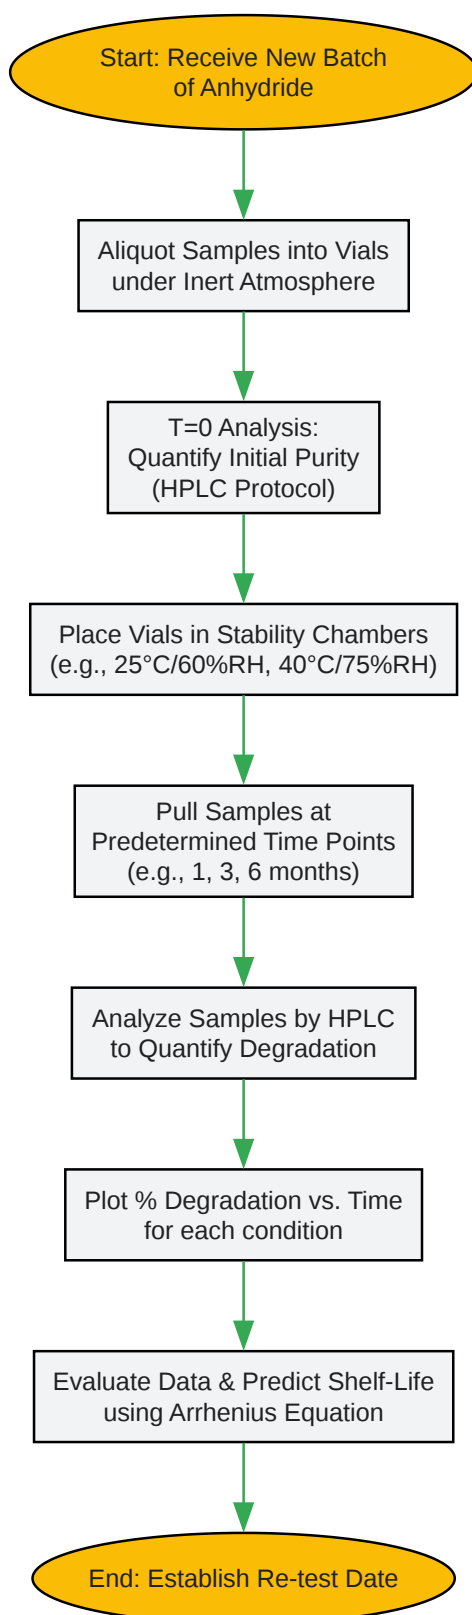 Start: Receive New Batch
of Anhydride
Aliquot Samples into Vials
under Inert Atmosphere
T=0 Analysis:
Quantify Initial Purity
(HPLC Protocol)
Place Vials in Stability Chambers
(e.g., 25°C/60%RH, 40°C/75%RH)
Pull Samples at
Predetermined Time Points
(e.g., 1, 3, 6 months)
Analyze Samples by HPLC
to Quantify Degradation
Plot % Degradation vs. Time
for each condition
Evaluate Data & Predict Shelf-Life
using Arrhenius Equation
End: Establish Re-test Date